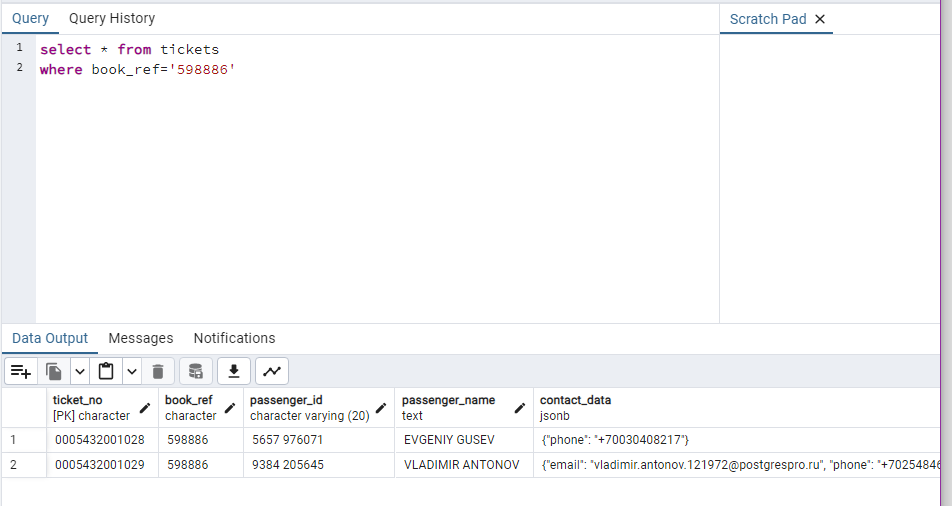 Query Query History Scratch Pad ×
1 select * from tickets
2 where book_ref='598886'
Data Output Messages Notifications
ticket_no book_ref passenger_id passenger_name contact_data
[PK] character character character varying (20) text jsonb
1 0005432001028 598886 5657 976071 EVGENIY GUSEV {"phone": "+70030408217"}
2 0005432001029 598886 9384 205645 VLADIMIR ANTONOV {"email": "vladimir.antonov.121972@postgrespro.ru", "phone": "+70254846